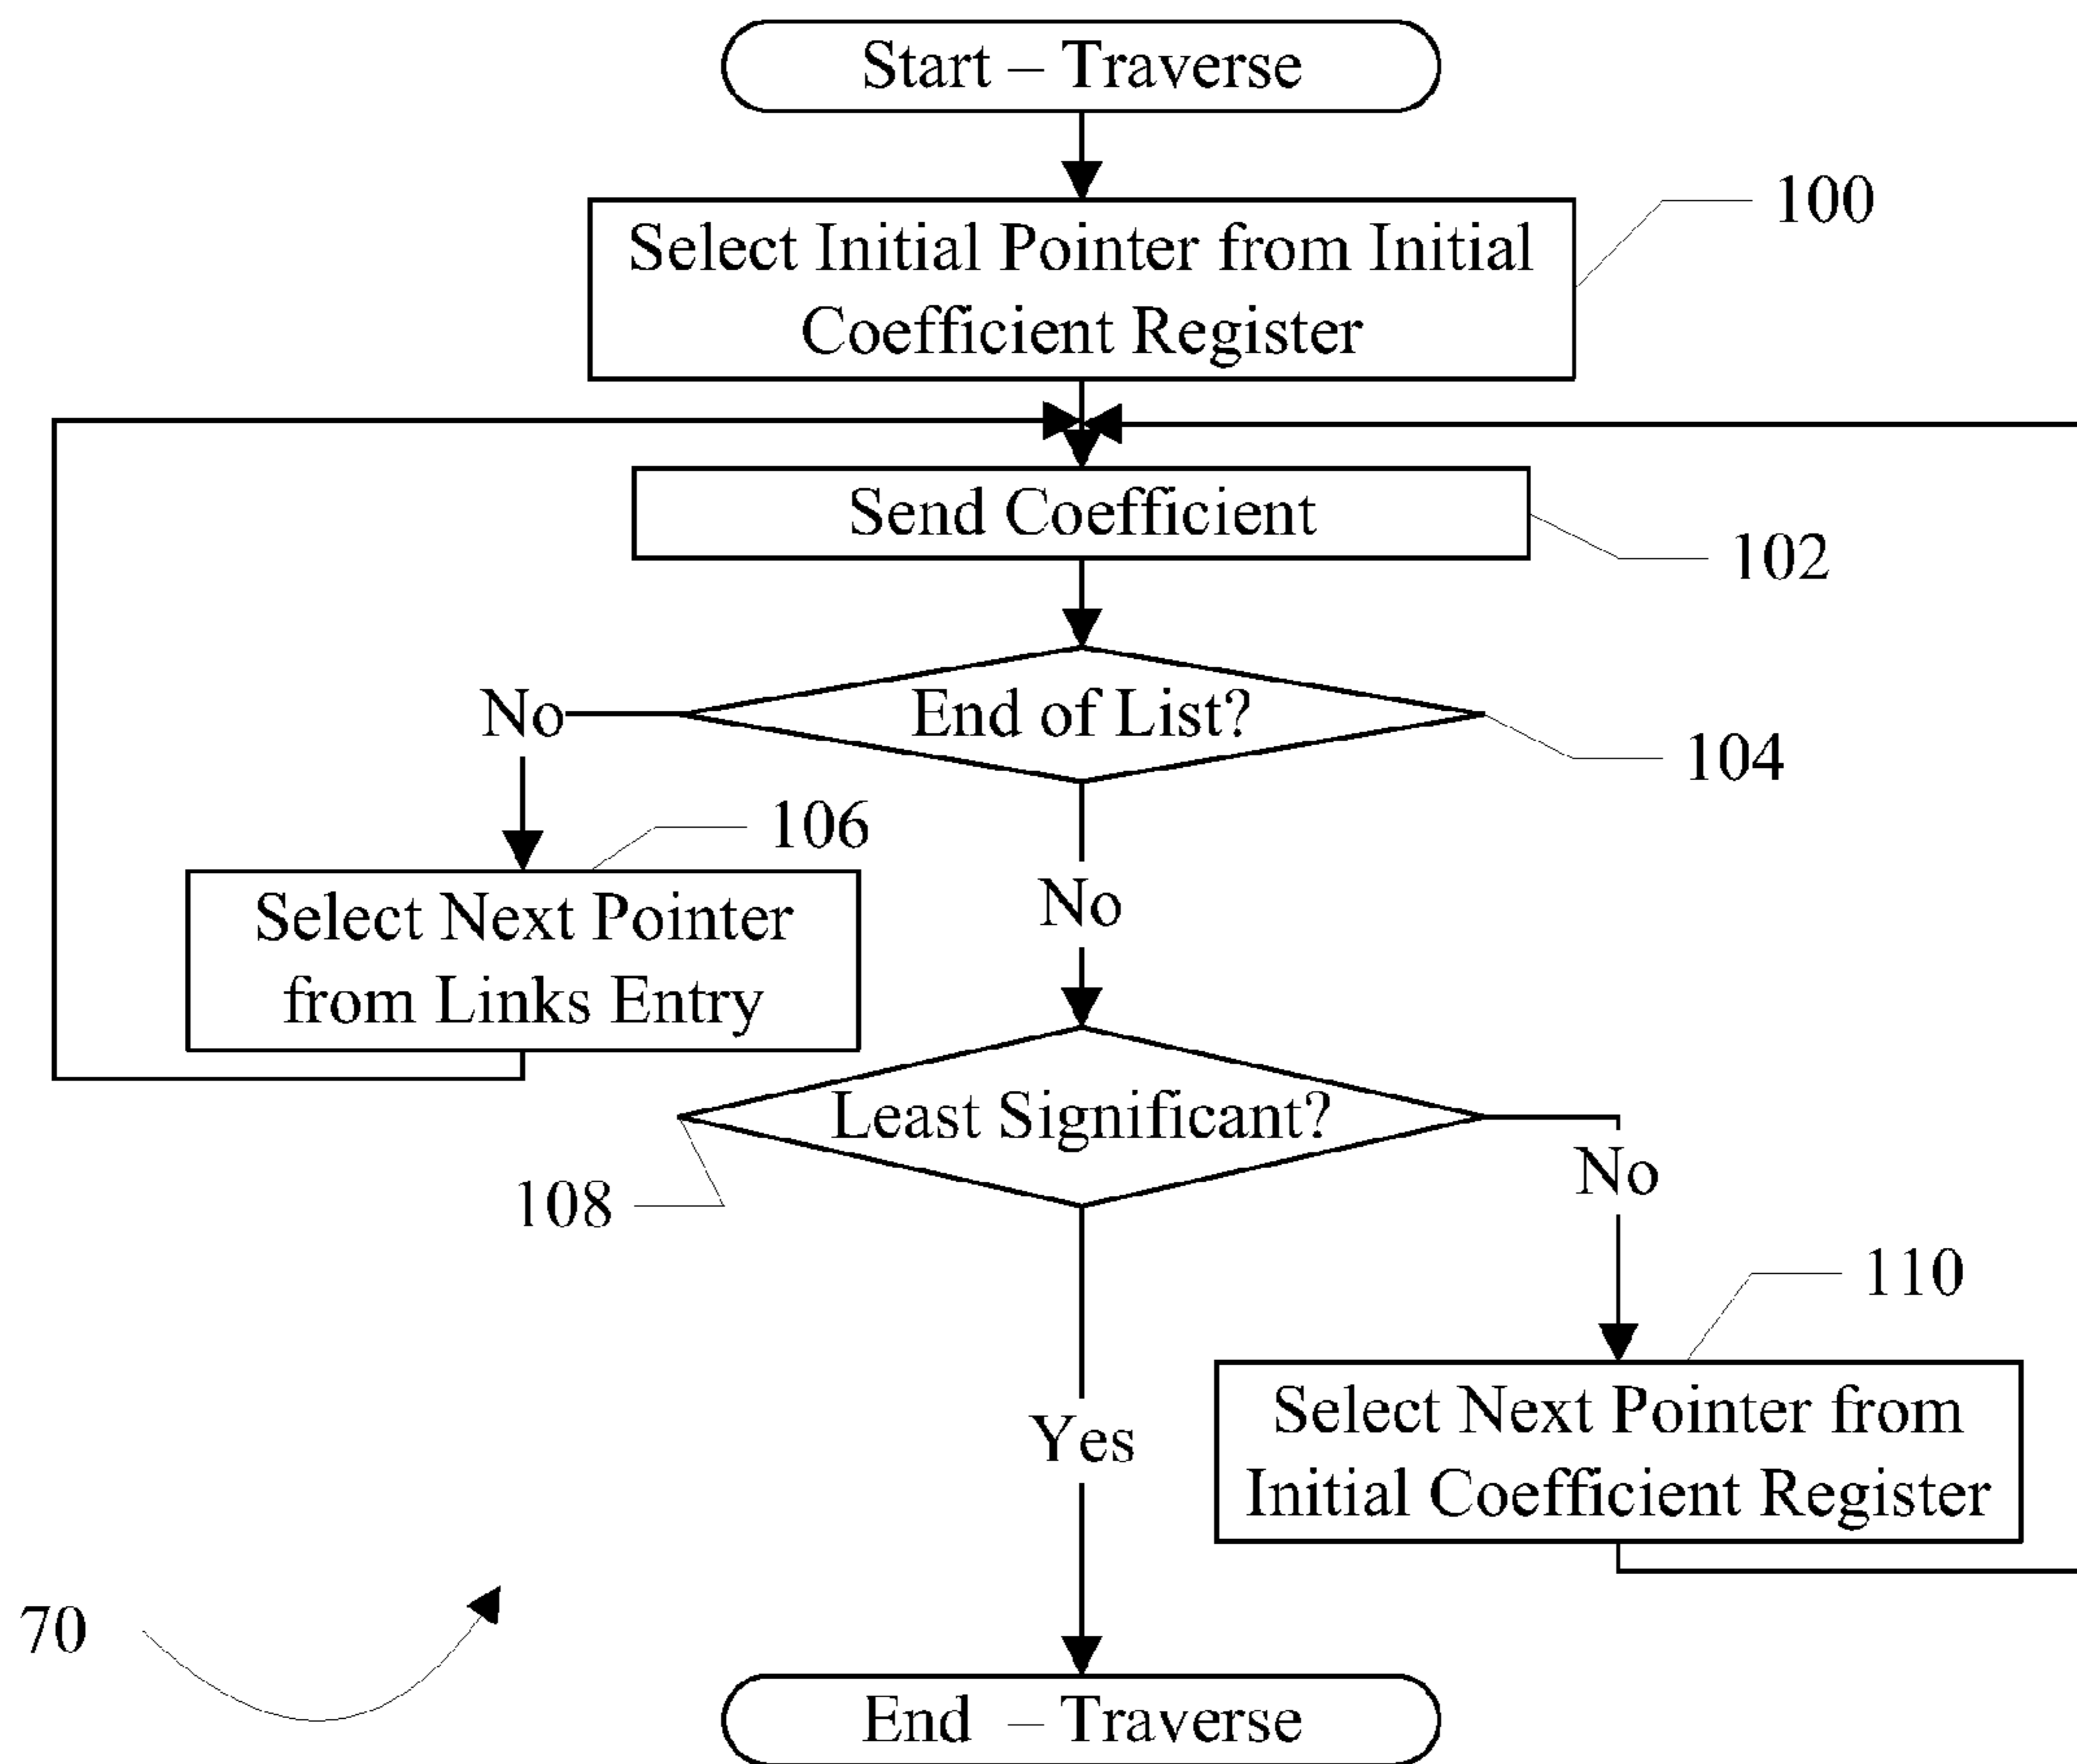 Start – Traverse
100
Select Initial Pointer from Initial
Coefficient Register
Send Coefficient
102
End of List?
No
104
106
Select Next Pointer
from Links Entry
No
Least Significant?
No
108
110
Select Next Pointer from
Initial Coefficient Register
Yes
70
End – Traverse